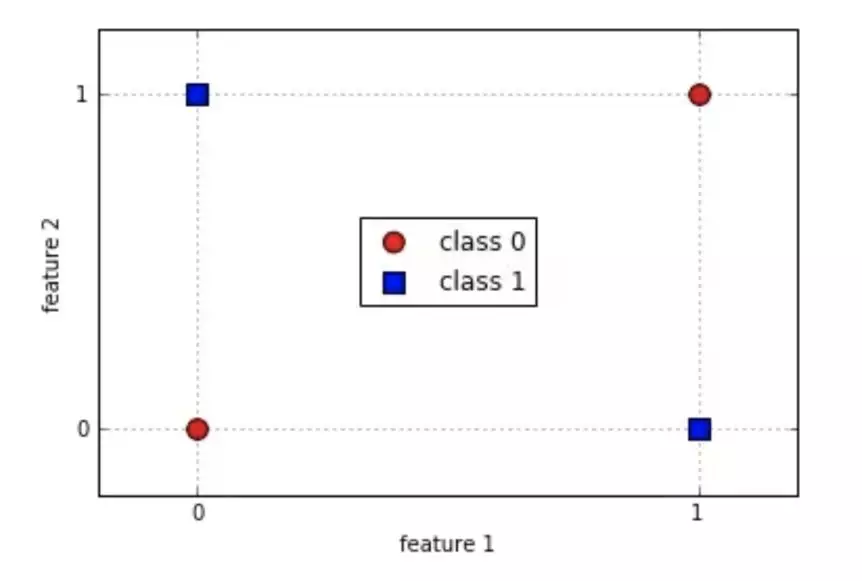 1
feature 2
class 0
class 1
0
0
1
feature 1